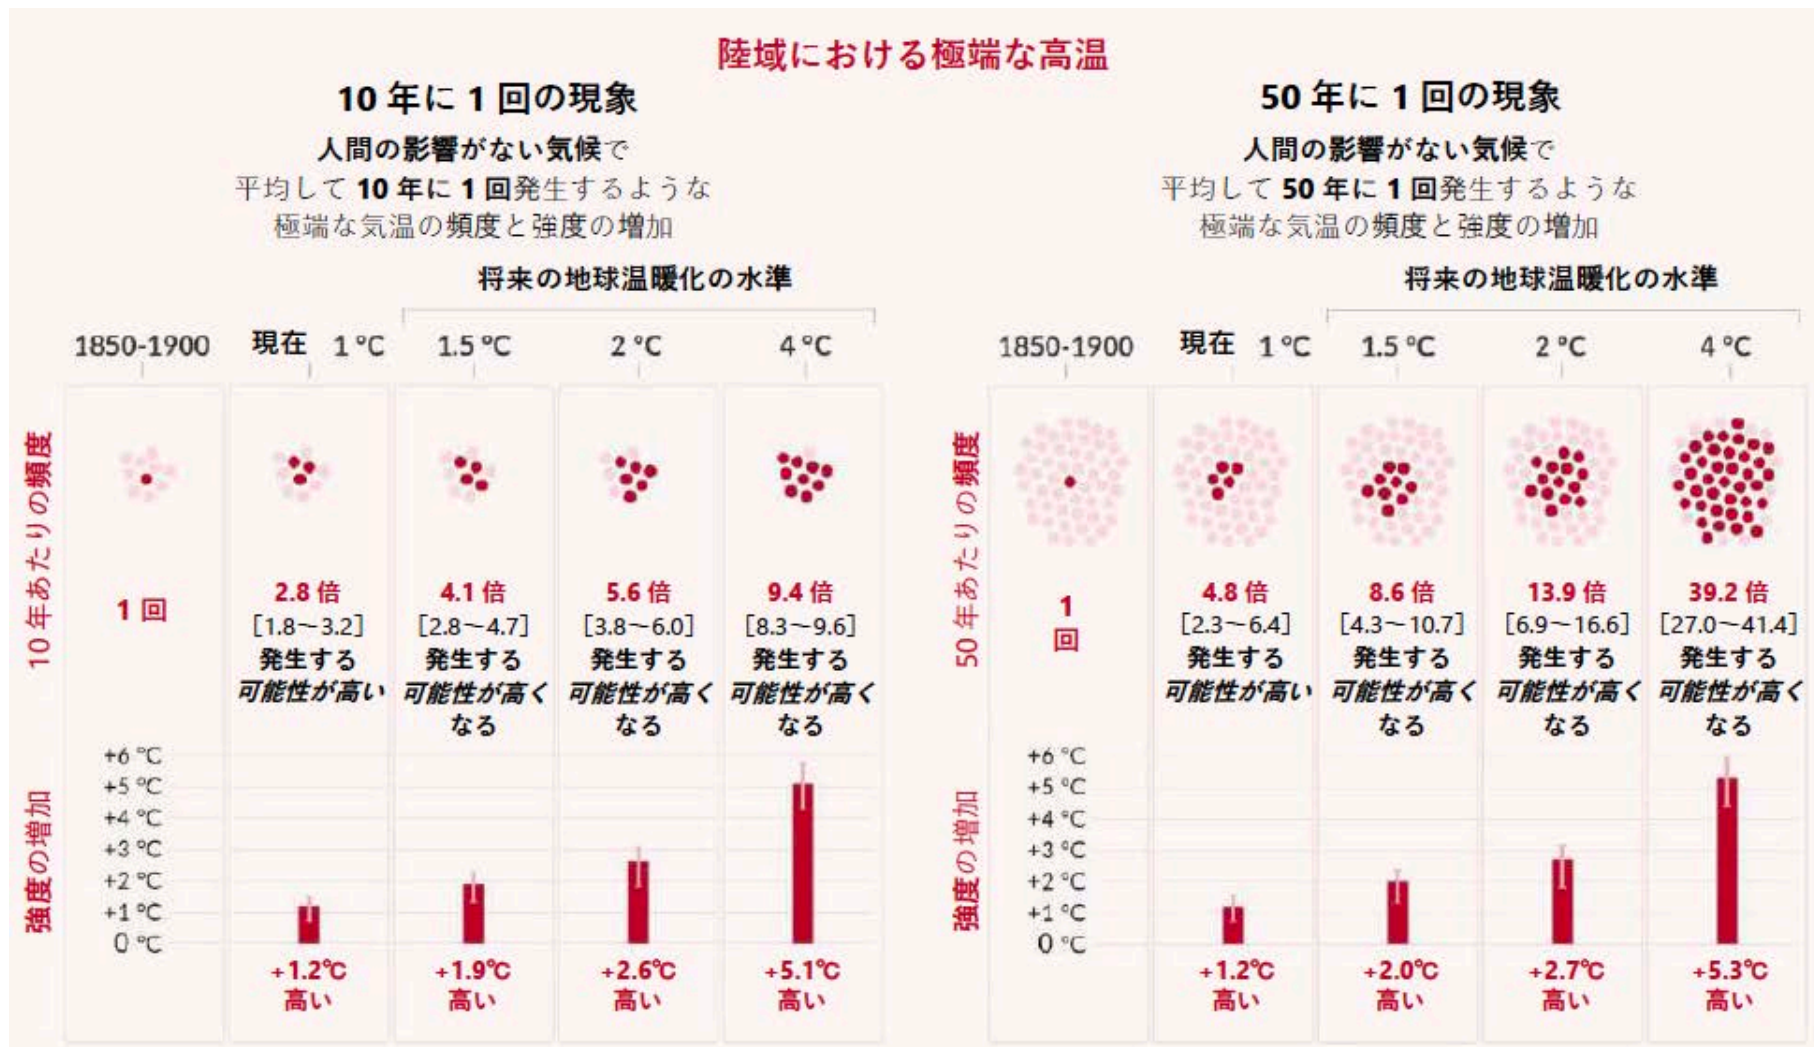 陸域における極端な高温
10 年に 1 回の現象
人間の影響がない気候で
平均して 10 年に 1 回発生するような
極端な気温の頻度と強度の増加
将来の地球温暖化の水準
1850-1900
現在 1 °C
1.5 °C
2 °C
4 °C
10 年あたりの頻度
1 回
2.8 倍
[1.8～3.2]
発生する
可能性が高い
4.1 倍
[2.8～4.7]
発生する
可能性が高く
なる
5.6 倍
[3.8～6.0]
発生する
可能性が高く
なる
9.4 倍
[8.3～9.6]
発生する
可能性が高く
なる
強度の増加
+6 °C
+5 °C
+4 °C
+3 °C
+2 °C
+1 °C
0 °C
+1.2℃
高い
+1.9℃
高い
+2.6℃
高い
+5.1℃
高い
50 年に 1 回の現象
人間の影響がない気候で
平均して 50 年に 1 回発生するような
極端な気温の頻度と強度の増加
将来の地球温暖化の水準
1850-1900
現在 1 °C
1.5 °C
2 °C
4 °C
50 年あたりの頻度
1
回
4.8 倍
[2.3～6.4]
発生する
可能性が高い
8.6 倍
[4.3～10.7]
発生する
可能性が高く
なる
13.9 倍
[6.9～16.6]
発生する
可能性が高く
なる
39.2 倍
[27.0～41.4]
発生する
可能性が高く
なる
強度の増加
+6 °C
+5 °C
+4 °C
+3 °C
+2 °C
+1 °C
0 °C
+1.2℃
高い
+2.0℃
高い
+2.7℃
高い
+5.3℃
高い